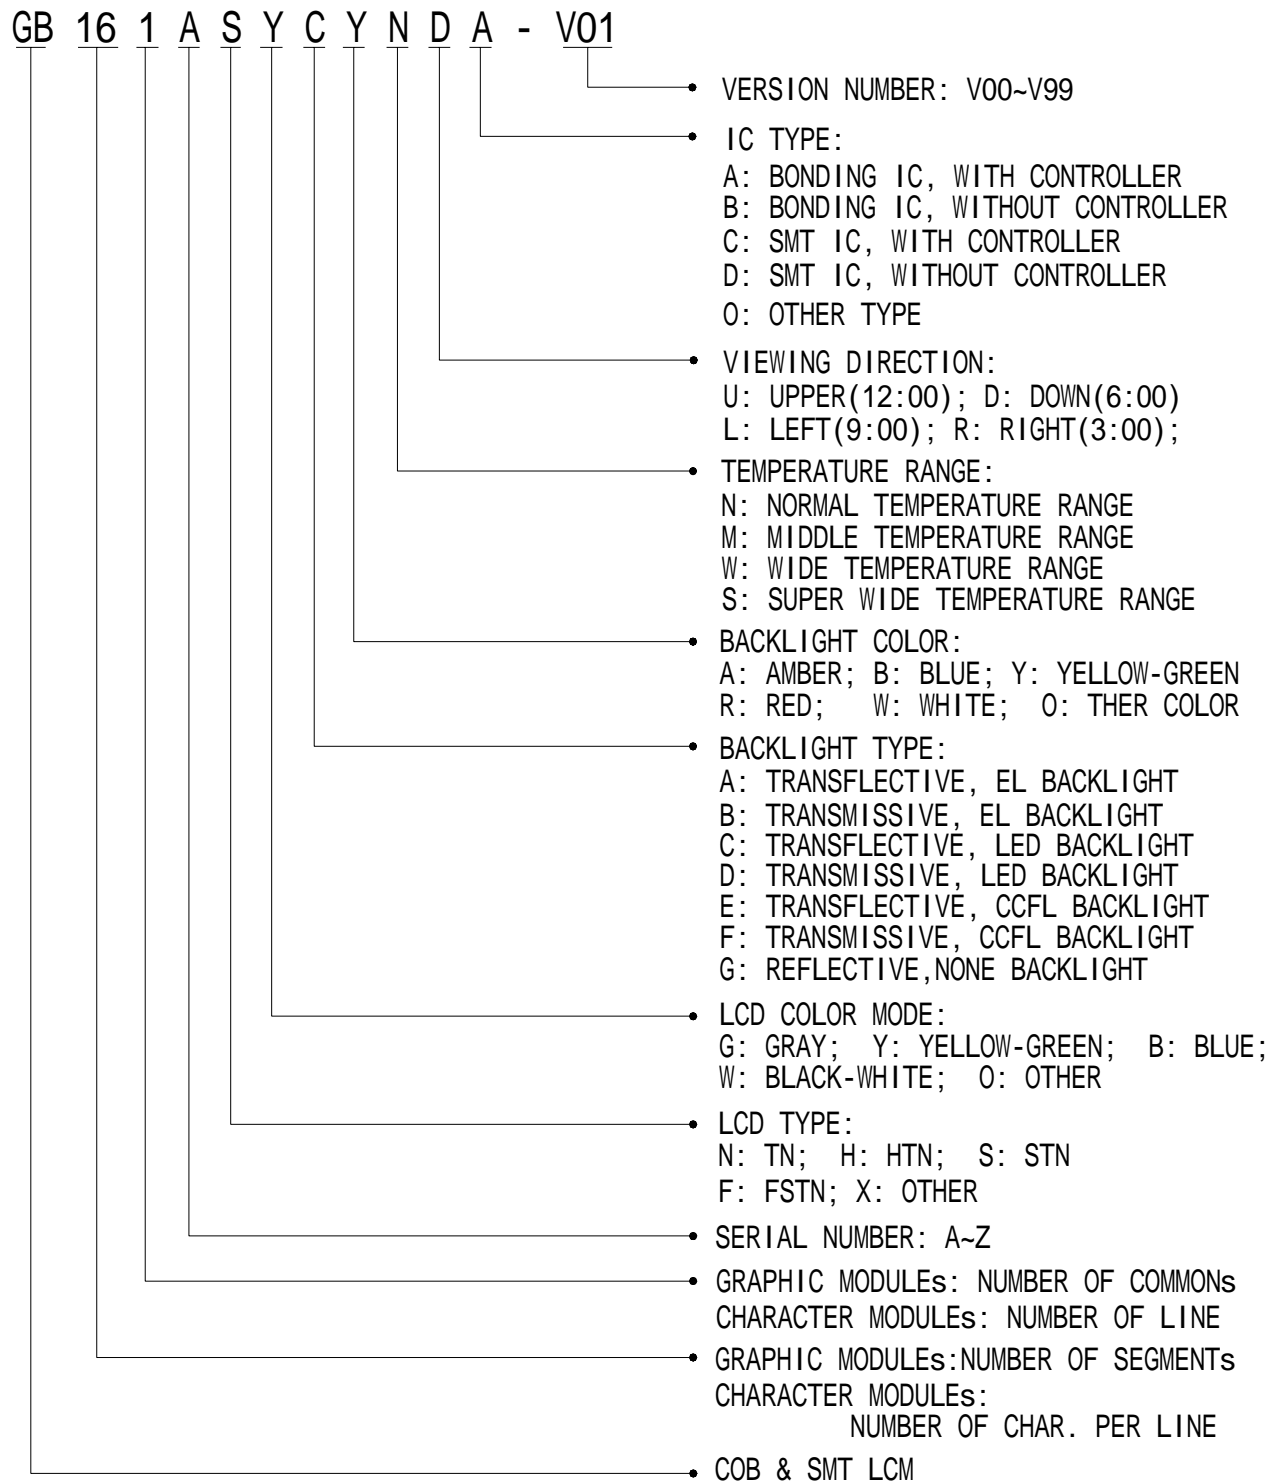 GB 16 1 A S Y C Y N D A - V01
VERSION NUMBER: V00~V99
IC TYPE:
A: BONDING IC, WITH CONTROLLER
B: BONDING IC, WITHOUT CONTROLLER
C: SMT IC, WITH CONTROLLER
D: SMT IC, WITHOUT CONTROLLER
O: OTHER TYPE
VIEWING DIRECTION:
U: UPPER(12:00); D: DOWN(6:00)
L: LEFT(9:00); R: RIGHT(3:00);
TEMPERATURE RANGE:
N: NORMAL TEMPERATURE RANGE
M: MIDDLE TEMPERATURE RANGE
W: WIDE TEMPERATURE RANGE
S: SUPER WIDE TEMPERATURE RANGE
BACKLIGHT COLOR:
A: AMBER; B: BLUE; Y: YELLOW-GREEN
R: RED; W: WHITE; O: THER COLOR
BACKLIGHT TYPE:
A: TRANSFLECTIVE, EL BACKLIGHT
B: TRANSMISSIVE, EL BACKLIGHT
C: TRANSFLECTIVE, LED BACKLIGHT
D: TRANSMISSIVE, LED BACKLIGHT
E: TRANSFLECTIVE, CCFL BACKLIGHT
F: TRANSMISSIVE, CCFL BACKLIGHT
G: REFLECTIVE,NONE BACKLIGHT
LCD COLOR MODE:
G: GRAY; Y: YELLOW-GREEN; B: BLUE;
W: BLACK-WHITE; O: OTHER
LCD TYPE:
N: TN; H: HTN; S: STN
F: FSTN; X: OTHER
SERIAL NUMBER: A~Z
GRAPHIC MODULEs: NUMBER OF COMMONs
CHARACTER MODULEs: NUMBER OF LINE
GRAPHIC MODULEs:NUMBER OF SEGMENTs
CHARACTER MODULEs:
NUMBER OF CHAR. PER LINE
COB & SMT LCM